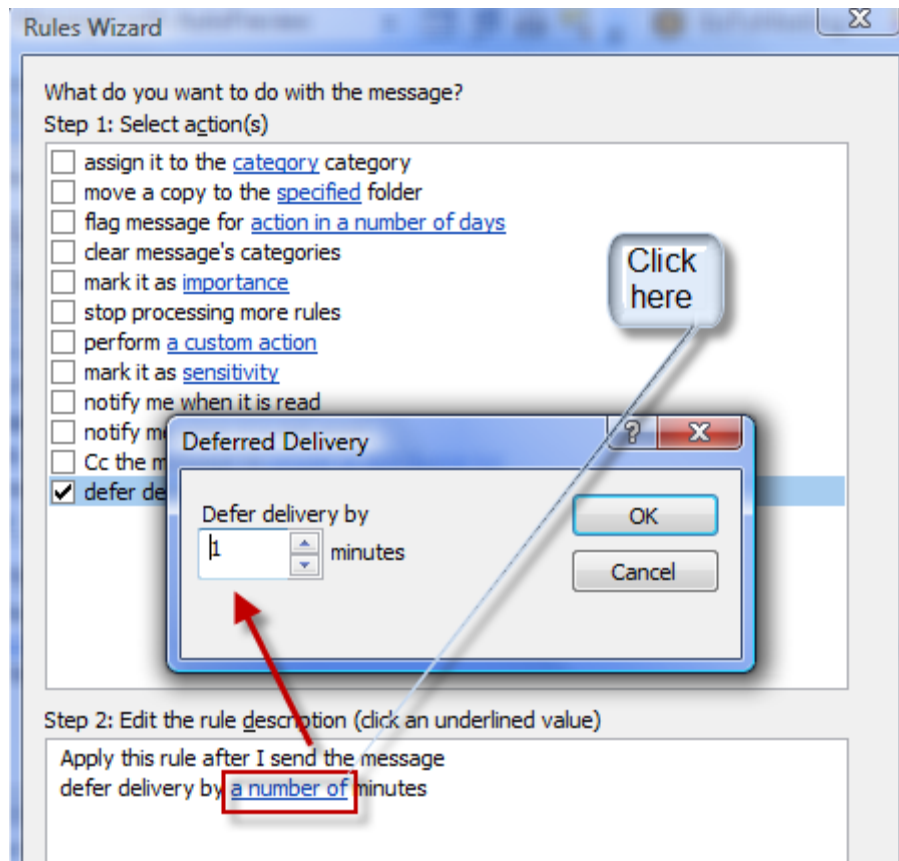 Rules Wizard
What do you want to do with the message?
Step 1: Select action(s)
assign it to the category category
move a copy to the specified folder
flag message for action in a number of days
clear message's categories
mark it as importance
stop processing more rules
perform a custom action
mark it as sensitivity
notify me when it is read
notify
Cc the
defer
Click
here
Deferred Delivery
Defer delivery by
1 minutes
OK
Cancel
Step 2: Edit the rule description (click an underlined value)
Apply this rule after I send the message
defer delivery by a number of minutes